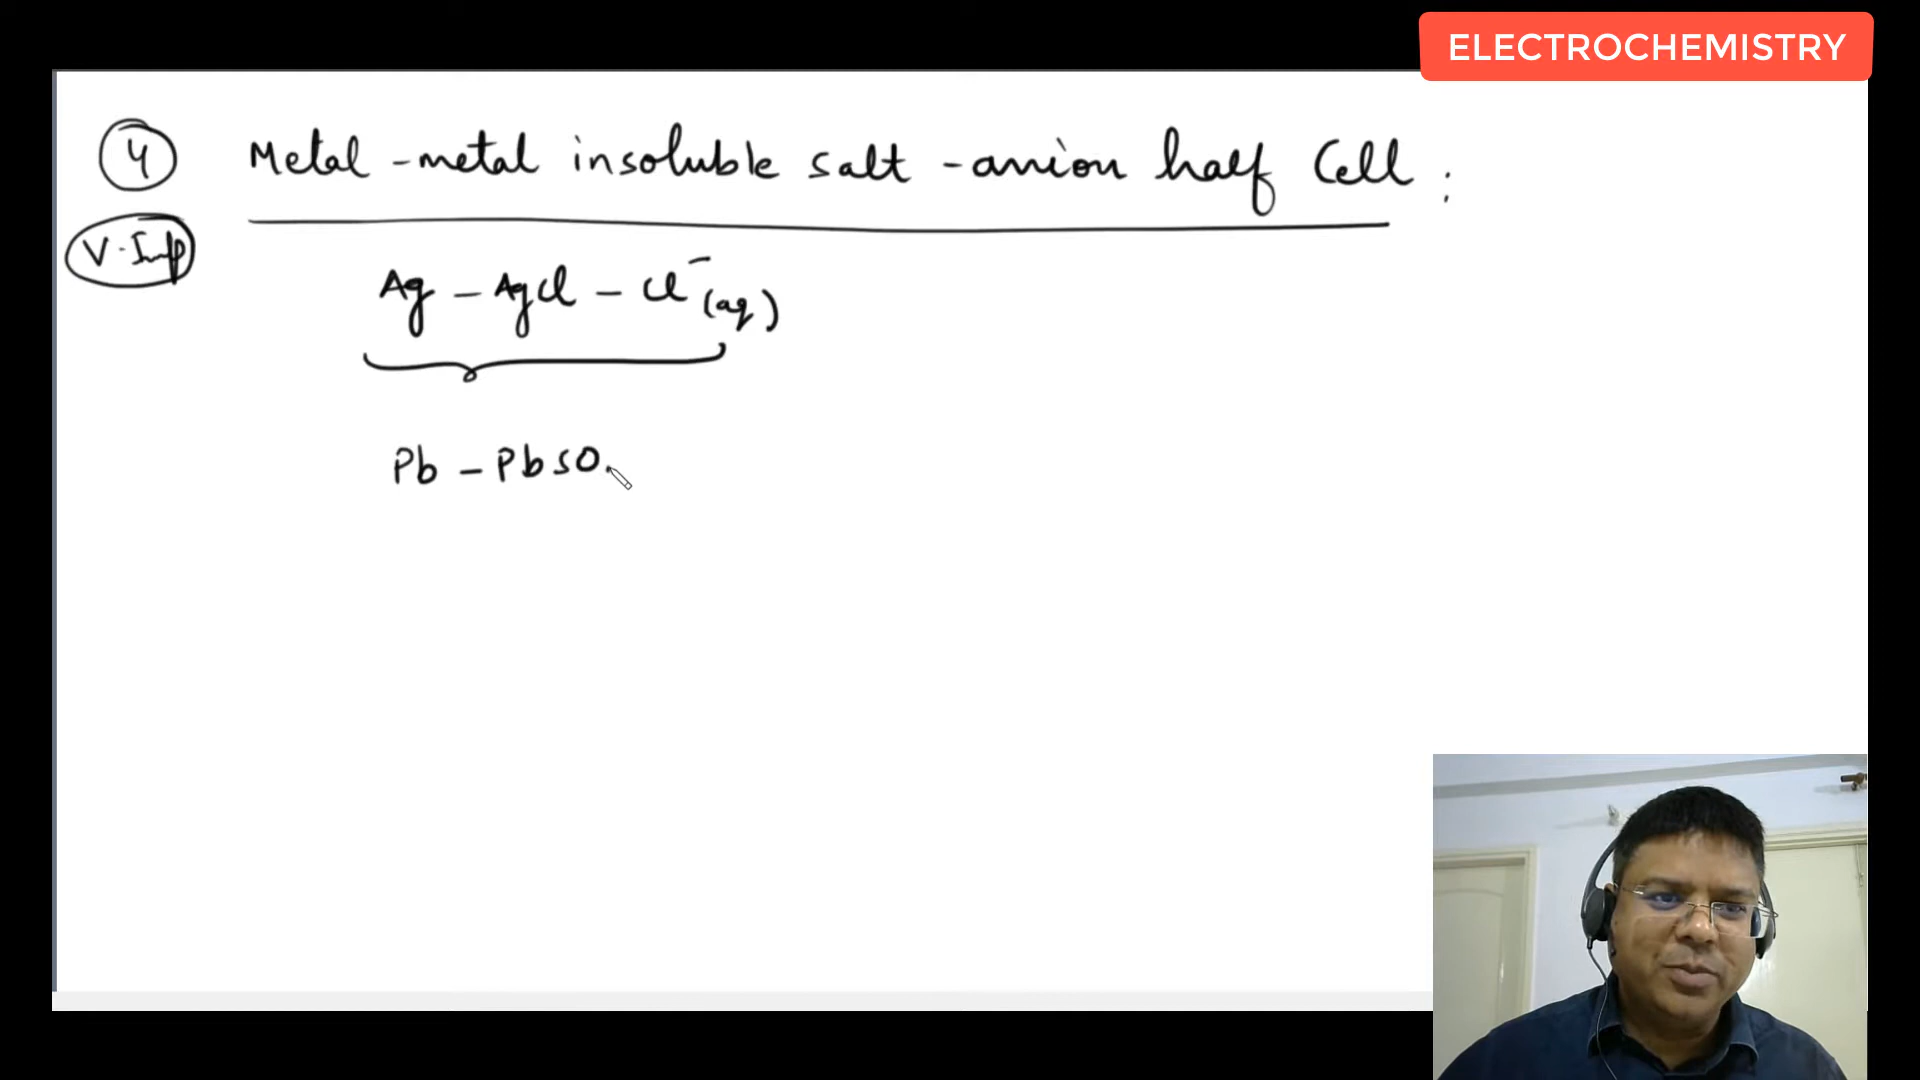 ELECTROCHEMISTRY
4 Metal - metal insoluble salt - anion half Cell :
V. Imp
Ag - AgCl - Cl⁻(aq)
Pb - PbSO